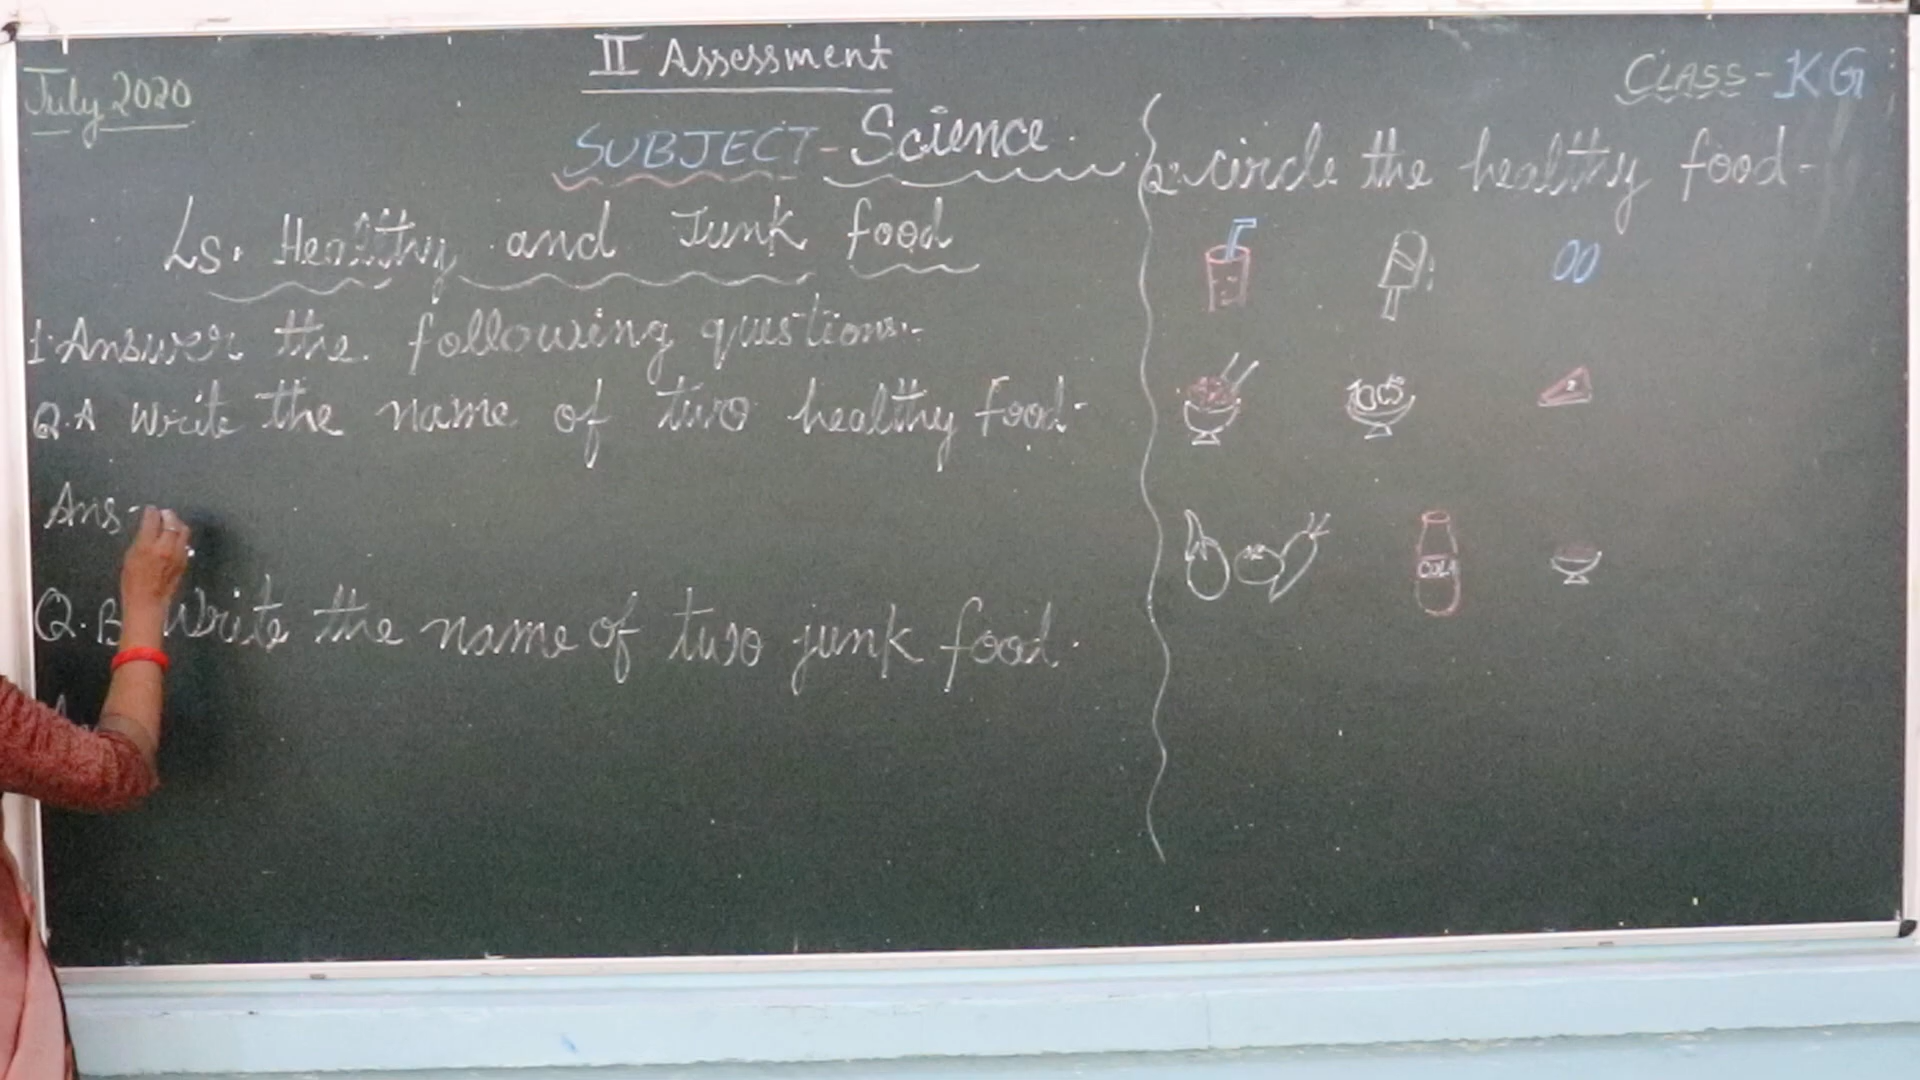 July 2020
II Assessment
CLASS - KG
SUBJECT - Science.
Ls. Healthy and Junk food
1. Answer the following questions.-
Q.A Write the name of two healthy food.
Ans -
Q.B Write the name of two junk food.
2. circle the healthy food -
COLA